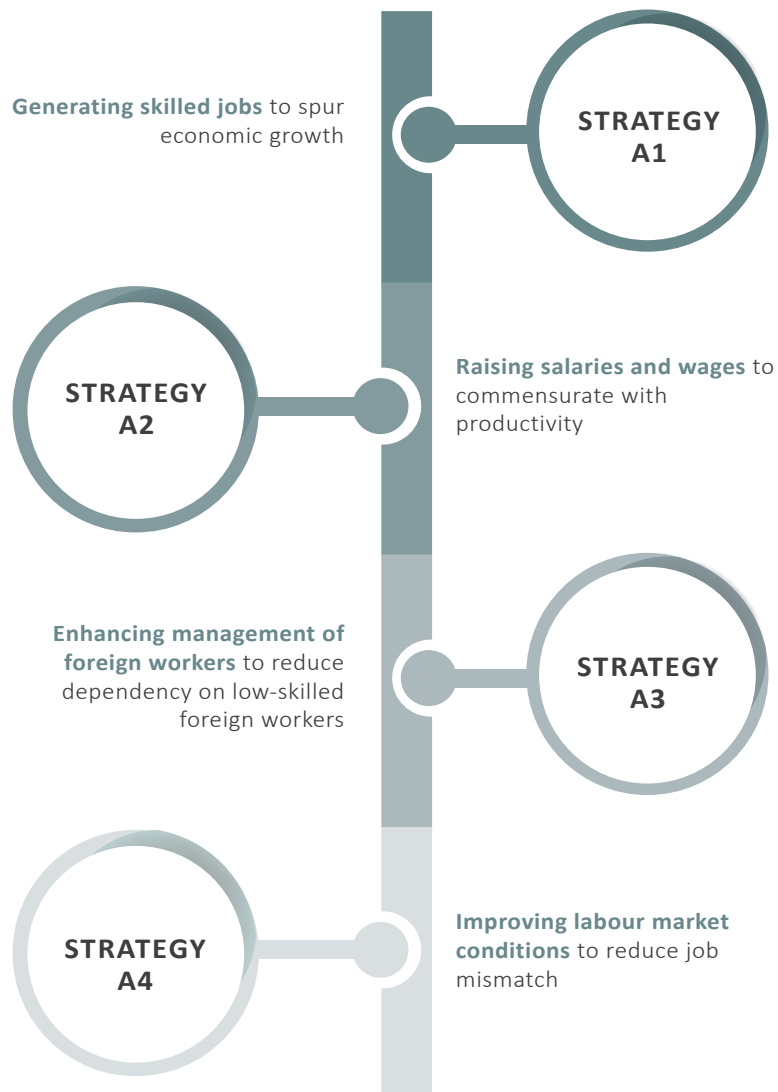 Generating skilled jobs to spur
economic growth
STRATEGY
A1
STRATEGY
A2
Raising salaries and wages to
commensurate with
productivity
Enhancing management of
foreign workers to reduce
dependency on low-skilled
foreign workers
STRATEGY
A3
STRATEGY
A4
Improving labour market
conditions to reduce job
mismatch